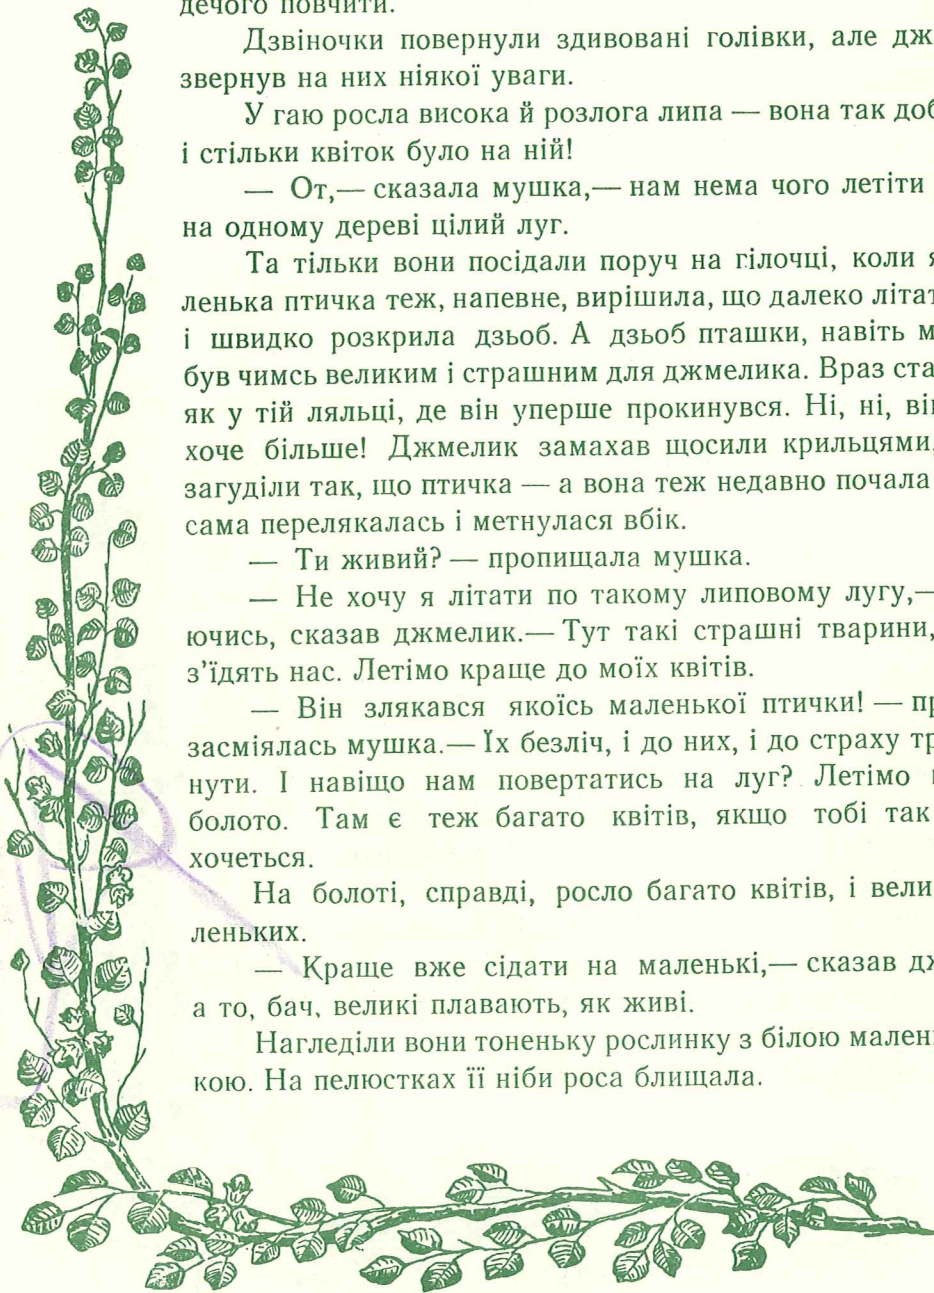 дечого повчити.
Дзвіночки повернули здивовані голівки, але дж
звернув на них ніякої уваги.
У гаю росла висока й розлога липа — вона так доб
і стільки квіток було на ній!
— От,— сказала мушка,— нам нема чого летіти
на одному дереві цілий луг.
Та тільки вони посідали поруч на гілочці, коли я
ленька птичка теж, напевне, вирішила, що далеко літат
і швидко розкрила дзьоб. А дзьоб пташки, навіть м
був чимсь великим і страшним для джмелика. Враз ста
як у тій ляльці, де він уперше прокинувся. Ні, ні, він
хоче більше! Джмелик замахав щосили крильцями,
загуділи так, що птичка — а вона теж недавно почала
сама перелякалась і метнулася вбік.
— Ти живий? — пропищала мушка.
— Не хочу я літати по такому липовому лугу,—
ючись, сказав джмелик.— Тут такі страшні тварини,
з’їдять нас. Летімо краще до моїх квітів.
— Він злякався якоїсь маленької птички! — пр
засміялась мушка.— Їх безліч, і до них, і до страху тр
нути. І навіщо нам повертатись на луг? Летімо
болото. Там є теж багато квітів, якщо тобі так
хочеться.
На болоті, справді, росло багато квітів, і вели
леньких.
— Краще вже сідати на маленькі,— сказав дж
а то, бач, великі плавають, як живі.
Нагледіли вони тоненьку рослинку з білою мален
кою. На пелюстках її ніби роса блищала.